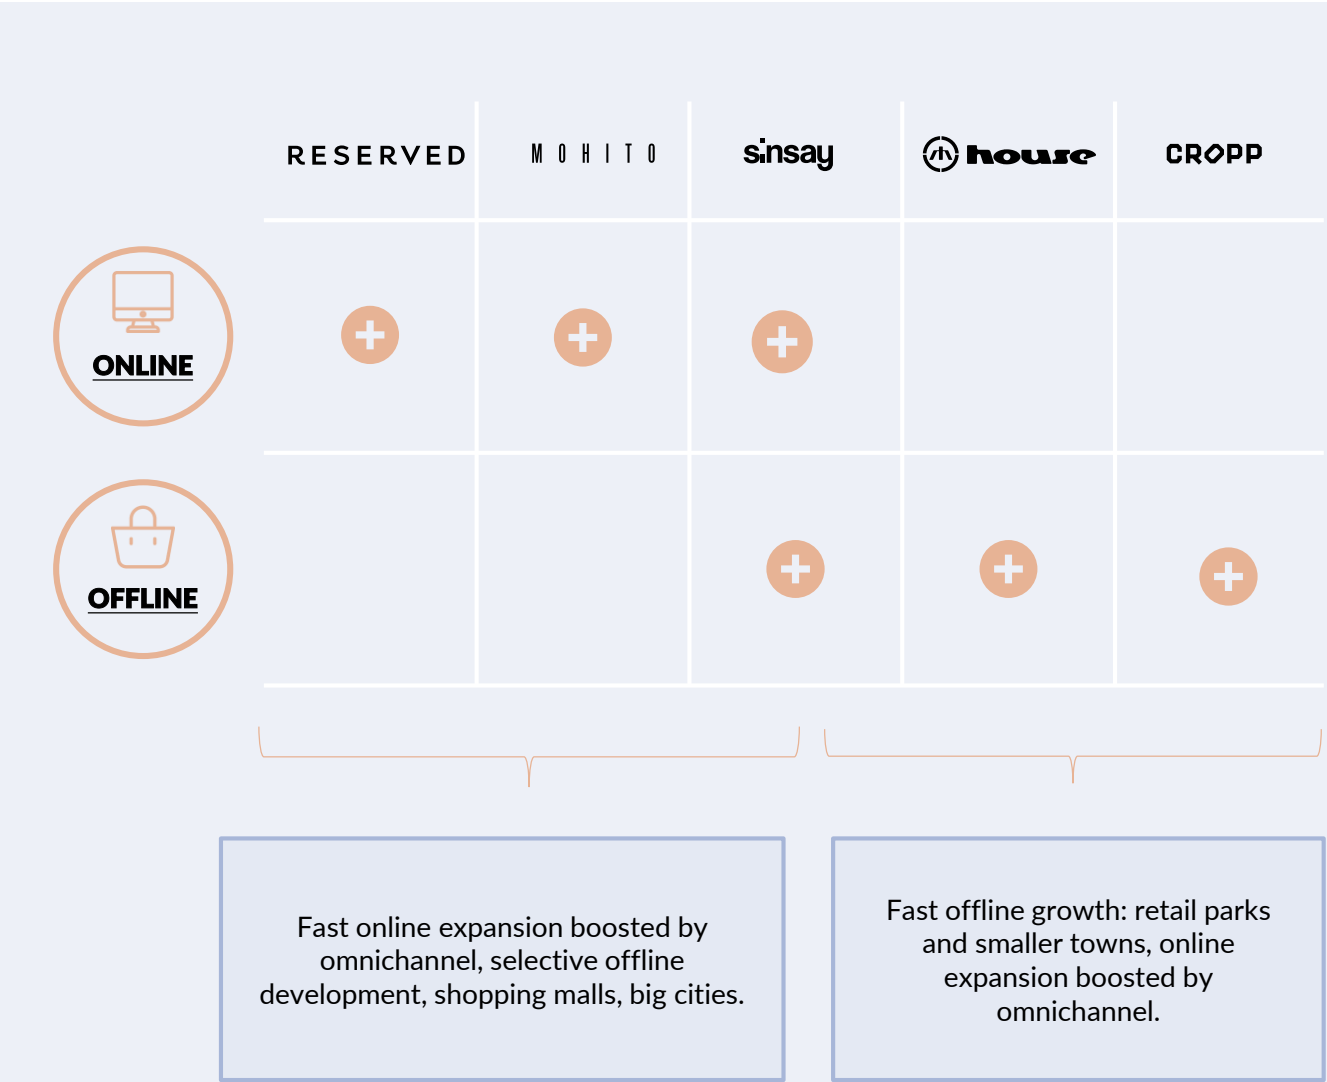 RESERVED
MOHITO
sinsay
house
CROPP
ONLINE
OFFLINE
Fast online expansion boosted by
omnichannel, selective offline
development, shopping malls, big cities.
Fast offline growth: retail parks
and smaller towns, online
expansion boosted by
omnichannel.